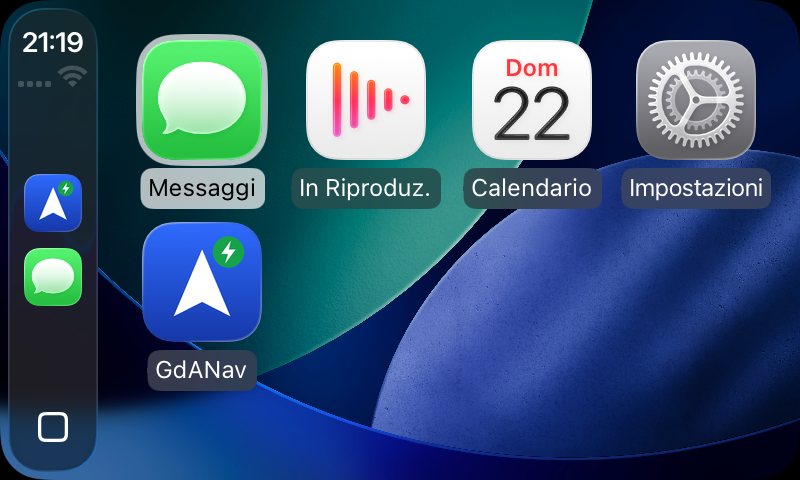 21:19
Dom
22
Messaggi
In Riproduz.
Calendario
Impostazioni
GdANav